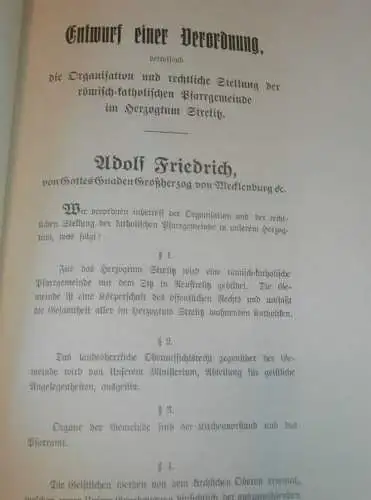 Entwurf einer Verordnung,
betreffend
die Organisation und rechtliche Stellung der
römisch-katholischen Pfarrgemeinde
im Herzogtum Strelitz.
Adolf Friedrich,
von Gottes Gnaden Großherzog von Mecklenburg &c.
Wir verordnen inbetreff der Organisation und der recht-
lichen Stellung der katholischen Pfarrgemeinde in unserem Herzog-
tum, was folgt:
§ 1.
Für das Herzogtum Strelitz wird eine römisch-katholische
Pfarrgemeinde mit dem Sitz in Neustrelitz gebildet. Die Ge-
meinde ist eine Körperschaft des öffentlichen Rechts und umfaßt
die Gesamtheit aller im Herzogtum Strelitz wohnenden Katholiken.
§ 2.
Das landesherrliche Oberaufsichtsrecht gegenüber der Ge-
meinde wird von Unserem Ministerium, Abteilung für geistliche
Angelegenheiten, ausgeübt.
§ 3.
Organe der Gemeinde sind der Kirchenvorstand und das
Pfarramt.
§ 4.
Die Geistlichen werden von dem kirchlichen Oberen ernannt,